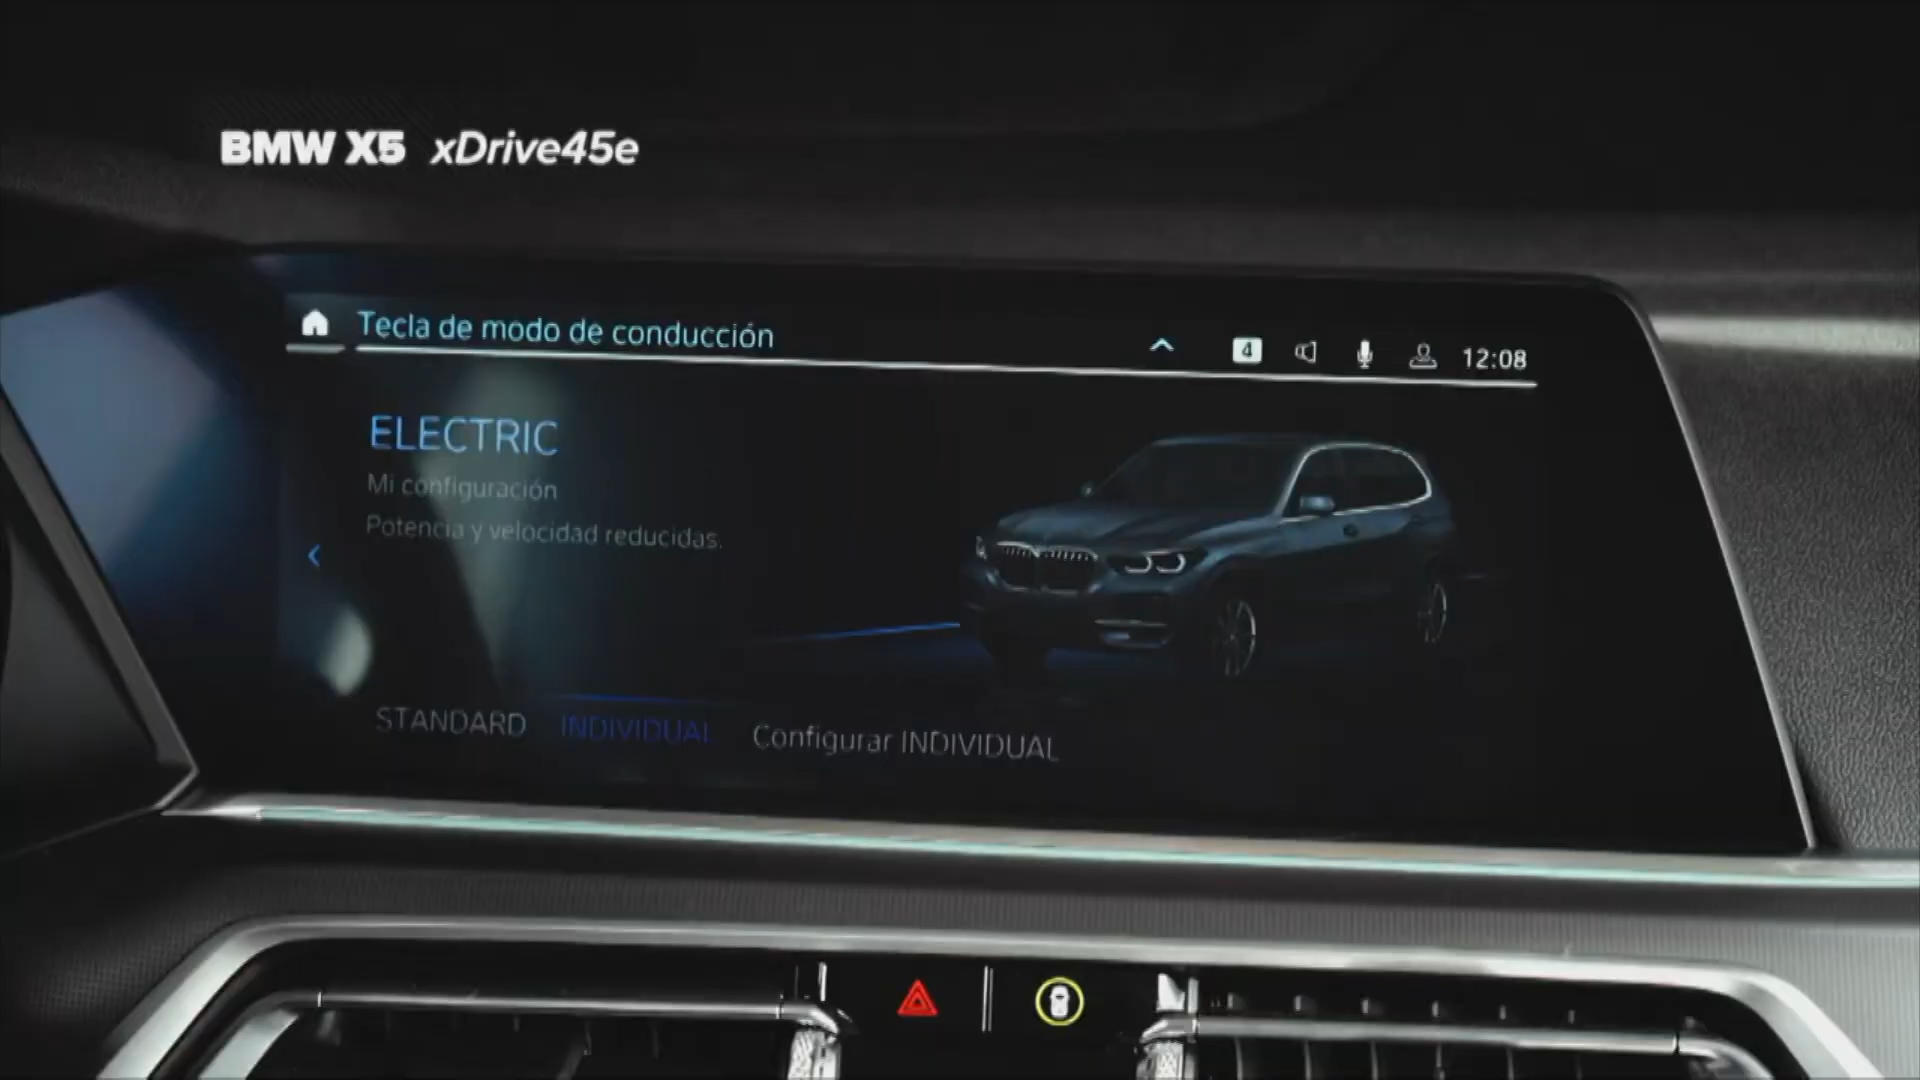 BMW X5 xDrive45e
Tecla de modo de conducción
4
12:08
ELECTRIC
Mi configuración
Potencia y velocidad reducidas.
STANDARD INDIVIDUAL Configurar INDIVIDUAL